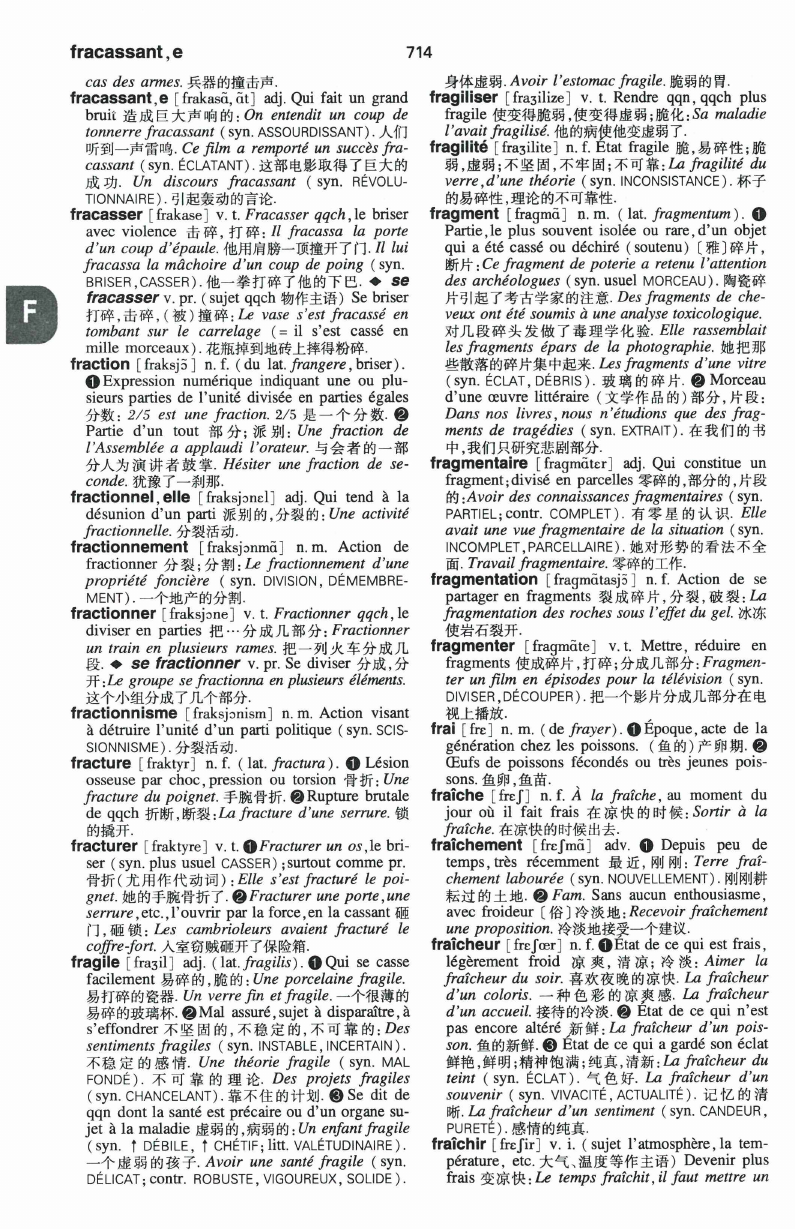 fracassant,e
714
cas des armes. 兵器的撞击声.
fracassant,e [frakasɑ̃, ɑ̃t] adj. Qui fait un grand
bruit 造成巨大声响的: On entendit un coup de
tonnerre fracassant (syn. ASSOURDISSANT). 人们
听到一声雷鸣. Ce film a remporté un succès fra-
cassant (syn. ÉCLATANT). 这部电影取得了巨大的
成功. Un discours fracassant (syn. RÉVOLU-
TIONNAIRE). 引起轰动的言论.
fracasser [frakase] v. t. Fracasser qqch, le briser
avec violence 击碎, 打碎: Il fracassa la porte
d'un coup d'épaule. 他用肩膀一顶撞开了门. Il lui
fracassa la mâchoire d'un coup de poing (syn.
BRISER, CASSER). 他一拳打碎了他的下巴. ◆ se
fracasser v. pr. (sujet qqch 物作主语) Se briser
打碎,击碎,(被)撞碎: Le vase s'est fracassé en
tombant sur le carrelage (= il s'est cassé en
mille morceaux). 花瓶掉到地砖上摔得粉碎.
fraction [fraksjɔ̃] n. f. (du lat. frangere, briser).
❶ Expression numérique indiquant une ou plu-
sieurs parties de l'unité divisée en parties égales
分数: 2/5 est une fraction. 2/5 是一个分数. ❷
Partie d'un tout 部分; 派别: Une fraction de
l'Assemblée a applaudi l'orateur. 与会者的一部
分人为演讲者鼓掌. Hésiter une fraction de se-
conde. 犹豫了一刹那.
fractionnel, elle [fraksjɔnɛl] adj. Qui tend à la
désunion d'un parti 派别的,分裂的: Une activité
fractionnelle. 分裂活动.
fractionnement [fraksjɔnmɑ̃] n. m. Action de
fractionner 分裂; 分割: Le fractionnement d'une
propriété foncière (syn. DIVISION, DÉMEMBRE-
MENT). 一个地产的分割.
fractionner [fraksjɔne] v. t. Fractionner qqch, le
diviser en parties 把…分成几部分: Fractionner
un train en plusieurs rames. 把一列火车分成几
段. ◆ se fractionner v. pr. Se diviser 分成,分
开: Le groupe se fractionna en plusieurs éléments.
这个小组分成了几个部分.
fractionnisme [fraksjɔnism] n. m. Action visant
à détruire l'unité d'un parti politique (syn. SCIS-
SIONNISME). 分裂活动.
fracture [fraktyr] n. f. (lat. fractura). ❶ Lésion
osseuse par choc, pression ou torsion 骨折: Une
fracture du poignet. 手腕骨折. ❷ Rupture brutale
de qqch 折断,断裂: La fracture d'une serrure. 锁
的撬开.
fracturer [fraktyre] v. t. ❶ Fracturer un os, le bri-
ser (syn. plus usuel CASSER); surtout comme pr.
骨折(尤用作代动词): Elle s'est fracturé le poi-
gnet. 她的手腕骨折了. ❷ Fracturer une porte, une
serrure, etc., l'ouvrir par la force, en la cassant 砸
门,砸锁: Les cambrioleurs avaient fracturé le
coffre-fort. 入室窃贼砸开了保险箱.
fragile [fraʒil] adj. (lat. fragilis). ❶ Qui se casse
facilement 易碎的,脆的: Une porcelaine fragile.
易打碎的瓷器. Un verre fin et fragile. 一个很薄的
易碎的玻璃杯. ❷ Mal assuré, sujet à disparaître, à
s'effondrer 不坚固的,不稳定的,不可靠的: Des
sentiments fragiles (syn. INSTABLE, INCERTAIN).
不稳定的感情. Une théorie fragile (syn. MAL
FONDÉ). 不可靠的理论. Des projets fragiles
(syn. CHANCELANT). 靠不住的计划. ❸ Se dit de
qqn dont la santé est précaire ou d'un organe su-
jet à la maladie 虚弱的,病弱的: Un enfant fragile
(syn. ↑ DÉBILE, ↑ CHÉTIF; litt. VALÉTUDINAIRE).
一个虚弱的孩子. Avoir une santé fragile (syn.
DÉLICAT; contr. ROBUSTE, VIGOUREUX, SOLIDE).
F
身体虚弱. Avoir l'estomac fragile. 脆弱的胃.
fragiliser [fraʒilize] v. t. Rendre qqn, qqch plus
fragile 使变得脆弱,使变得虚弱;脆化: Sa maladie
l'avait fragilisé. 他的病使他变虚弱了.
fragilité [fraʒilite] n. f. État fragile 脆,易碎性;脆
弱,虚弱;不坚固,不牢固;不可靠: La fragilité du
verre, d'une théorie (syn. INCONSISTANCE). 杯子
的易碎性,理论的不可靠性.
fragment [fragmɑ̃] n. m. (lat. fragmentum). ❶
Partie, le plus souvent isolée ou rare, d'un objet
qui a été cassé ou déchiré (soutenu) [雅]碎片,
断片: Ce fragment de poterie a retenu l'attention
des archéologues (syn. usuel MORCEAU). 陶瓷碎
片引起了考古学家的注意. Des fragments de che-
veux ont été soumis à une analyse toxicologique.
对几段碎头发做了毒理学化验. Elle rassemblait
les fragments épars de la photographie. 她把那
些散落的碎片集中起来. Les fragments d'une vitre
(syn. ÉCLAT, DÉBRIS). 玻璃的碎片. ❷ Morceau
d'une œuvre littéraire (文学作品的)部分,片段:
Dans nos livres, nous n'étudions que des frag-
ments de tragédies (syn. EXTRAIT). 在我们的书
中,我们只研究悲剧部分.
fragmentaire [fragmɑ̃tɛr] adj. Qui constitue un
fragment; divisé en parcelles 零碎的,部分的,片段
的: Avoir des connaissances fragmentaires (syn.
PARTIEL; contr. COMPLET). 有零星的认识. Elle
avait une vue fragmentaire de la situation (syn.
INCOMPLET, PARCELLAIRE). 她对形势的看法不全
面. Travail fragmentaire. 零碎的工作.
fragmentation [fragmɑ̃tasjɔ̃] n. f. Action de se
partager en fragments 裂成碎片,分裂,破裂: La
fragmentation des roches sous l'effet du gel. 冰冻
使岩石裂开.
fragmenter [fragmɑ̃te] v. t. Mettre, réduire en
fragments 使成碎片,打碎;分成几部分: Fragmen-
ter un film en épisodes pour la télévision (syn.
DIVISER, DÉCOUPER). 把一个影片分成几部分在电
视上播放.
frai [frɛ] n. m. (de frayer). ❶ Époque, acte de la
génération chez les poissons. (鱼的)产卵期. ❷
Œufs de poissons fécondés ou très jeunes pois-
sons. 鱼卵,鱼苗.
fraîche [frɛʃ] n. f. À la fraîche, au moment du
jour où il fait frais 在凉快的时候: Sortir à la
fraîche. 在凉快的时候出去.
fraîchement [frɛʃmɑ̃] adv. ❶ Depuis peu de
temps, très récemment 最近,刚刚: Terre fraî-
chement labourée (syn. NOUVELLEMENT). 刚刚耕
耘过的土地. ❷ Fam. Sans aucun enthousiasme,
avec froideur [俗]冷淡地: Recevoir fraîchement
une proposition. 冷淡地接受一个建议.
fraîcheur [frɛʃœr] n. f. ❶ État de ce qui est frais,
légèrement froid 凉爽, 清凉; 冷淡: Aimer la
fraîcheur du soir. 喜欢夜晚的凉快. La fraîcheur
d'un coloris. 一种色彩的凉爽感. La fraîcheur
d'un accueil. 接待的冷淡. ❷ État de ce qui n'est
pas encore altéré 新鲜: La fraîcheur d'un pois-
son. 鱼的新鲜. ❸ État de ce qui a gardé son éclat
鲜艳,鲜明;精神饱满;纯真,清新: La fraîcheur du
teint (syn. ÉCLAT). 气色好. La fraîcheur d'un
souvenir (syn. VIVACITÉ, ACTUALITÉ). 记忆的清
晰. La fraîcheur d'un sentiment (syn. CANDEUR,
PURETÉ). 感情的纯真.
fraîchir [frɛʃir] v. i. (sujet l'atmosphère, la tem-
pérature, etc. 大气、温度等作主语) Devenir plus
frais 变凉快: Le temps fraîchit, il faut mettre un